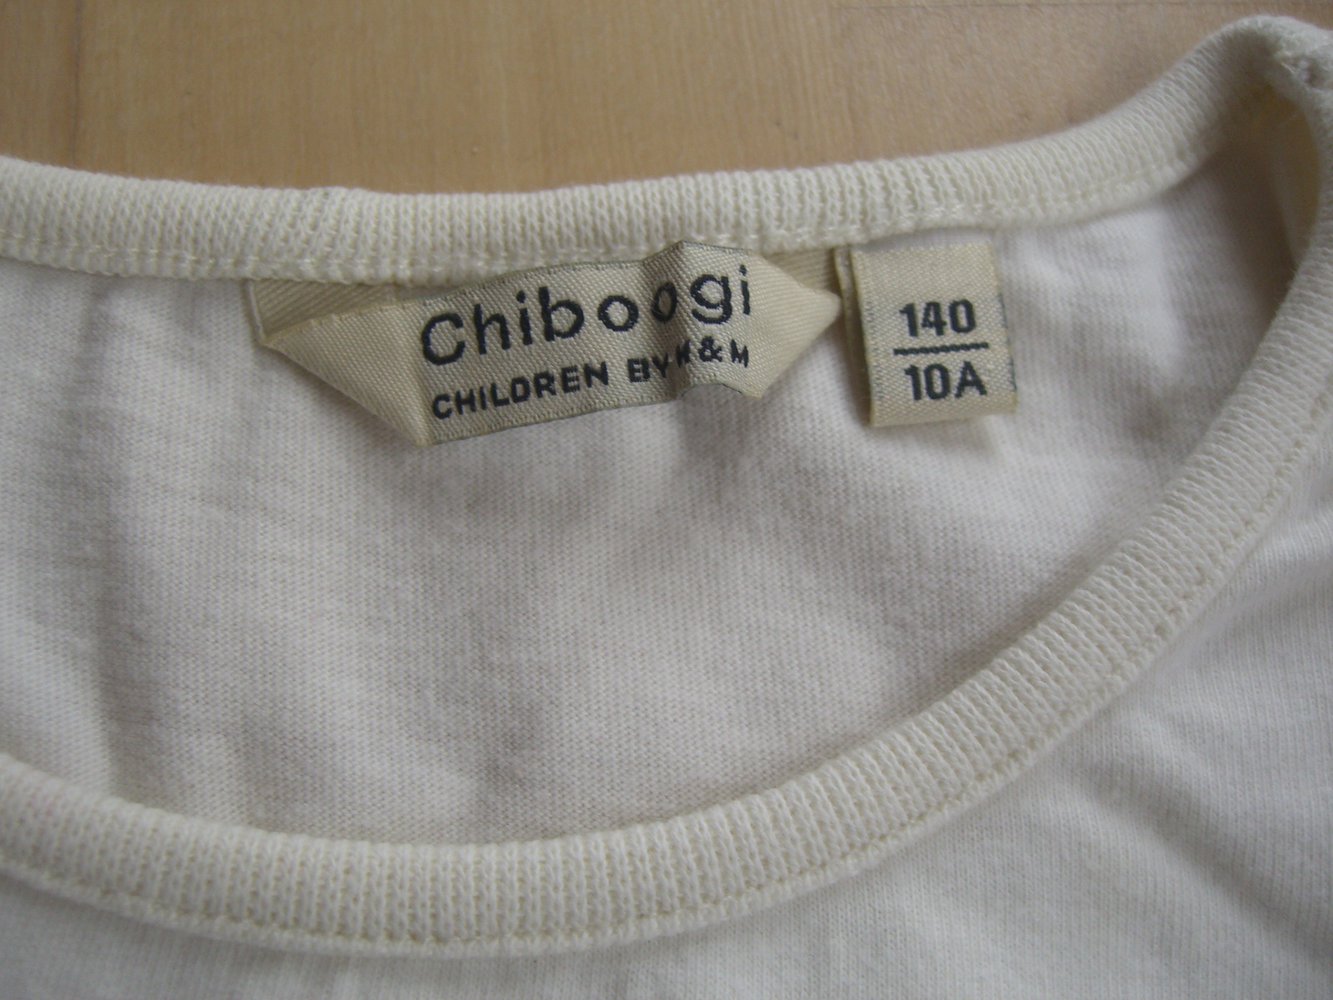 Chiboogi
CHILDREN BY M & M
140
10A